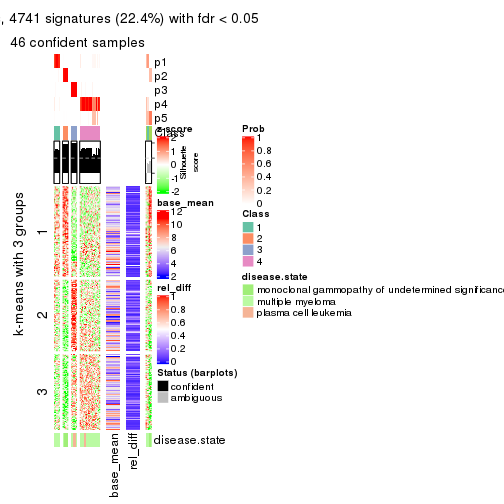 , 4741 signatures (22.4%) with fdr < 0.05
46 confident samples
p1
p2
p3
p4
p5
Class
Silhouette
score
k-means with 3 groups
1
2
3
disease.state
base_mean
rel_diff
z-score
2
1
0
-1
-2
base_mean
12
10
8
6
4
2
rel_diff
1
0.8
0.6
0.4
0.2
0
Status (barplots)
confident
ambiguous
Prob
1
0.8
0.6
0.4
0.2
0
Class
1
2
3
4
disease.state
monoclonal gammopathy of undetermined significance
multiple myeloma
plasma cell leukemia